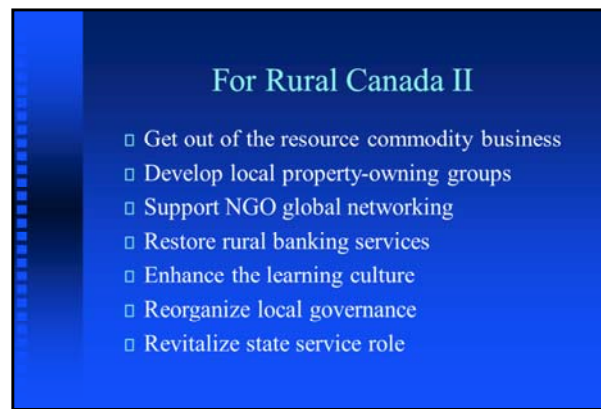 For Rural Canada II
Get out of the resource commodity business
Develop local property-owning groups
Support NGO global networking
Restore rural banking services
Enhance the learning culture
Reorganize local governance
Revitalize state service role